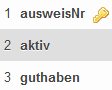 1 ausweisNr
2 aktiv
3 guthaben